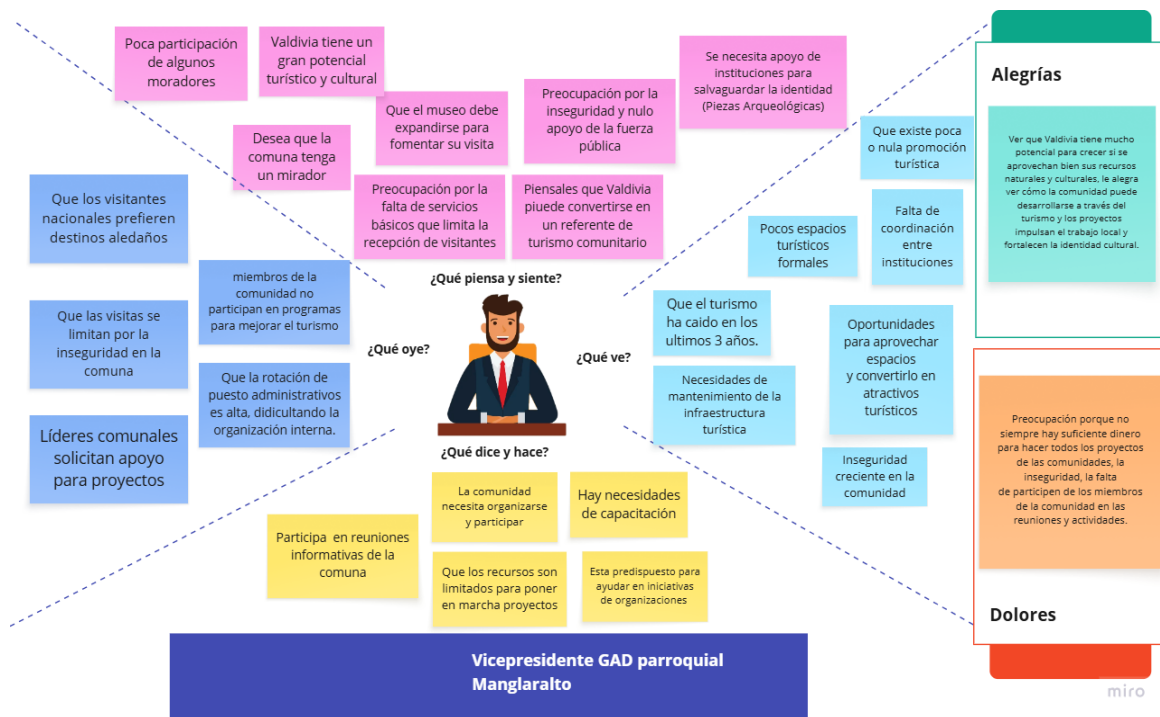 Poca participación
de algunos
moradores
Valdivia tiene un
gran potencial
turístico y cultural
Que el museo debe
expandirse para
fomentar su visita
Preocupación por la
inseguridad y nulo
apoyo de la fuerza
pública
Se necesita apoyo de
instituciones para
salvaguardar la identidad
(Piezas Arqueológicas)
Desea que la
comuna tenga
un mirador
Preocupación por la
falta de servicios
básicos que limita la
recepción de visitantes
Piensales que Valdivia
piuede convertirse en
un referente de
turismo comunitario
¿Qué piensa y siente?
Que los visitantes
nacionales prefieren
destinos aledaños
miembros de la
comunidad no
participan en programas
para mejorar el turismo
Que las visitas se
limitan por la
inseguridad en la
comuna
Que la rotación de
puesto administrativos
es alta, didicultando la
organización interna.
Líderes comunales
solicitan apoyo
para proyectos
¿Qué oye?
¿Qué ve?
Que existe poca
o nula promoción
turística
Pocos espacios
turísticos
formales
Falta de
coordinación
entre
instituciones
Que el turismo
ha caido en los
ultimos 3 años.
Oportunidades
para aprovechar
espacios
y convertirlo en
atractivos
turísticos
Necesidades de
mantenimiento de la
infraestructura
turística
Inseguridad
creciente en la
comunidad
¿Qué dice y hace?
La comunidad
necesita organizarse
y participar
Hay necesidades
de capacitación
Participa en reuniones
informativas de la
comuna
Que los recursos son
limitados para poner
en marcha proyectos
Esta predispuesto para
ayudar en iniciativas
de organizaciones
Alegrías
Ver que Valdivia tiene mucho
potencial para crecer si se
aprovechan bien sus recursos
naturales y culturales, le alegra
ver cómo la comunidad puede
desarrollarse a través del
turismo y los proyectos
impulsan el trabajo local y
fortalecen la identidad cultural.
Preocupación porque no
siempre hay suficiente dinero
para hacer todos los proyectos
de las comunidades, la
inseguridad, la falta
de participen de los miembros
de la comunidad en las
reuniones y actividades.
Dolores
Vicepresidente GAD parroquial
Manglaralto
miro